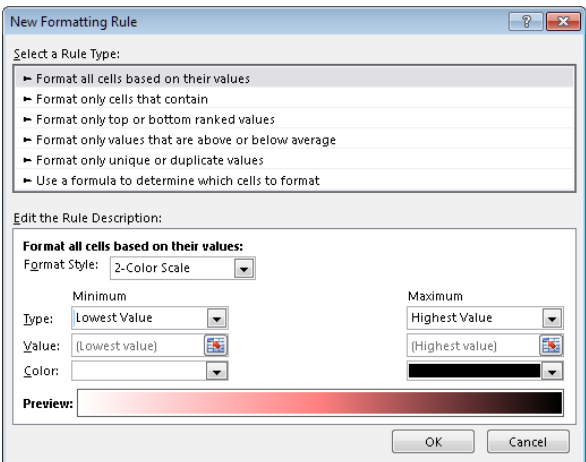 New Formatting Rule
Select a Rule Type:
► Format all cells based on their values
► Format only cells that contain
► Format only top or bottom ranked values
► Format only values that are above or below average
► Format only unique or duplicate values
► Use a formula to determine which cells to format
Edit the Rule Description:
Format all cells based on their values:
Format Style: 2-Color Scale
Minimum Maximum
Type: Lowest Value Highest Value
Value: (Lowest value) (Highest value)
Color:
Preview:
OK Cancel